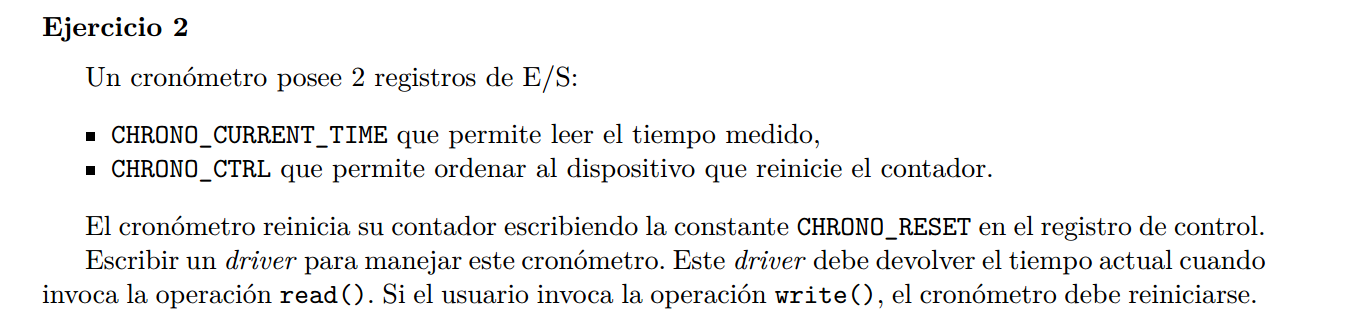 Ejercicio 2
Un cronómetro posee 2 registros de E/S:
▪ CHRONO_CURRENT_TIME que permite leer el tiempo medido,
▪ CHRONO_CTRL que permite ordenar al dispositivo que reinicie el contador.
El cronómetro reinicia su contador escribiendo la constante CHRONO_RESET en el registro de control.
Escribir un driver para manejar este cronómetro. Este driver debe devolver el tiempo actual cuando
invoca la operación read(). Si el usuario invoca la operación write(), el cronómetro debe reiniciarse.